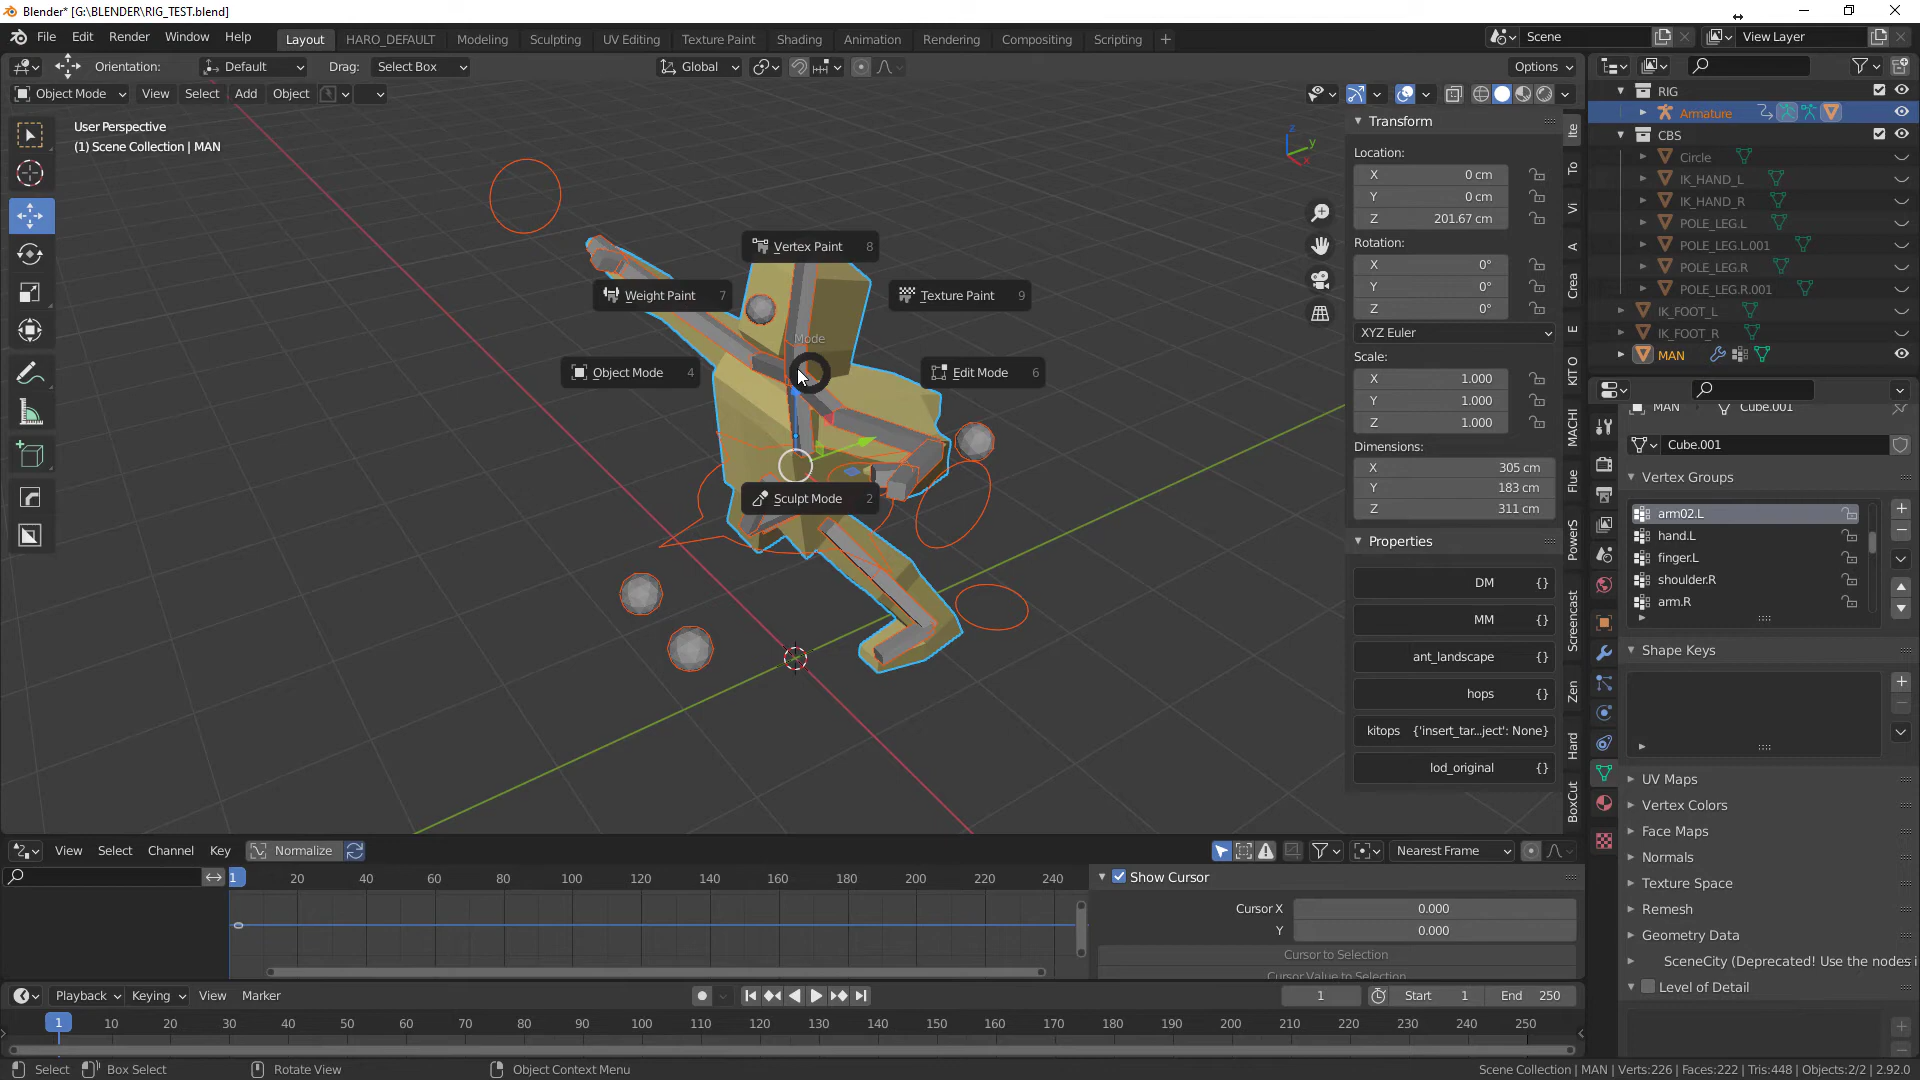 Blender* [G:\BLENDER\RIG_TEST.blend]
File Edit Render Window Help Layout HARO_DEFAULT Modeling Sculpting UV Editing Texture Paint Shading Animation Rendering Compositing Scripting + Scene View Layer
Orientation: Default Drag: Select Box Global Options
Object Mode View Select Add Object
User Perspective
(1) Scene Collection | MAN
z
y
x
Vertex Paint 8
Weight Paint 7
Texture Paint 9
Mode
Object Mode 4
Edit Mode 6
Sculpt Mode 2
Transform
Location:
X 0 cm
Y 0 cm
Z 201.67 cm
Rotation:
X 0°
Y 0°
Z 0°
XYZ Euler
Scale:
X 1.000
Y 1.000
Z 1.000
Dimensions:
X 305 cm
Y 183 cm
Z 311 cm
Properties
DM {}
MM {}
ant_landscape {}
hops {}
kitops {'insert_tar...ject': None}
lod_original {}
Ite
To
Vi
A
Crea
E
KIT O
MACHI
Flue
PowerS
Screencast
Zen
Hard
BoxCut
RIG
Armature
CBS
Circle
IK_HAND_L
IK_HAND_R
POLE_LEG.L
POLE_LEG.L.001
POLE_LEG.R
POLE_LEG.R.001
IK_FOOT_L
IK_FOOT_R
MAN
MAN Cube.001
Cube.001
Vertex Groups
arm02.L
hand.L
finger.L
shoulder.R
arm.R
Shape Keys
UV Maps
Vertex Colors
Face Maps
Normals
Texture Space
Remesh
Geometry Data
SceneCity (Deprecated! Use the nodes i
Level of Detail
View Select Channel Key Normalize Nearest Frame
1 20 40 60 80 100 120 140 160 180 200 220 240
Show Cursor
Cursor X 0.000
Y 0.000
Cursor to Selection
Cursor Value to Selection
Playback Keying View Marker 1 Start 1 End 250
1 10 20 30 40 50 60 70 80 90 100 110 120 130 140 150 160 170 180 190 200 210 220 230 240 250
Select Box Select Rotate View Object Context Menu Scene Collection | MAN | Verts:226 | Faces:222 | Tris:448 | Objects:2/2 | 2.92.0